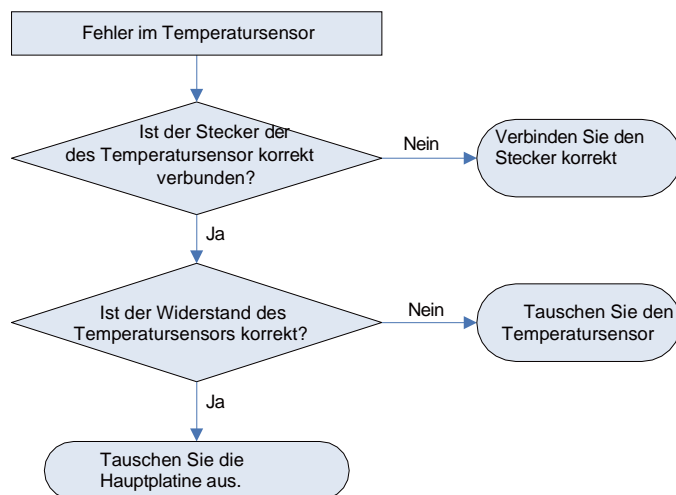 Fehler im Temperatursensor
Ist der Stecker der
des Temperatursensor korrekt
verbunden?
Nein
Verbinden Sie den
Stecker korrekt
Ja
Ist der Widerstand des
Temperatursensors korrekt?
Nein
Tauschen Sie den
Temperatursensor
Ja
Tauschen Sie die
Hauptplatine aus.